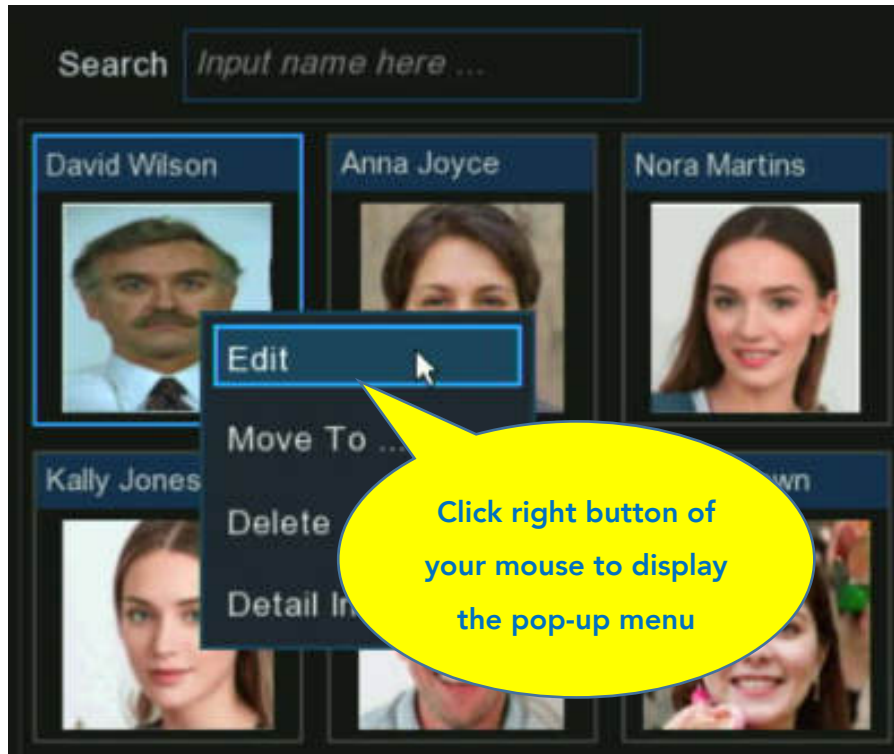 Search Input name here ...
David Wilson Anna Joyce Nora Martins
Edit
Move To ...
Kally Jones
Delete
Detail
Click right button of
your mouse to display
the pop-up menu